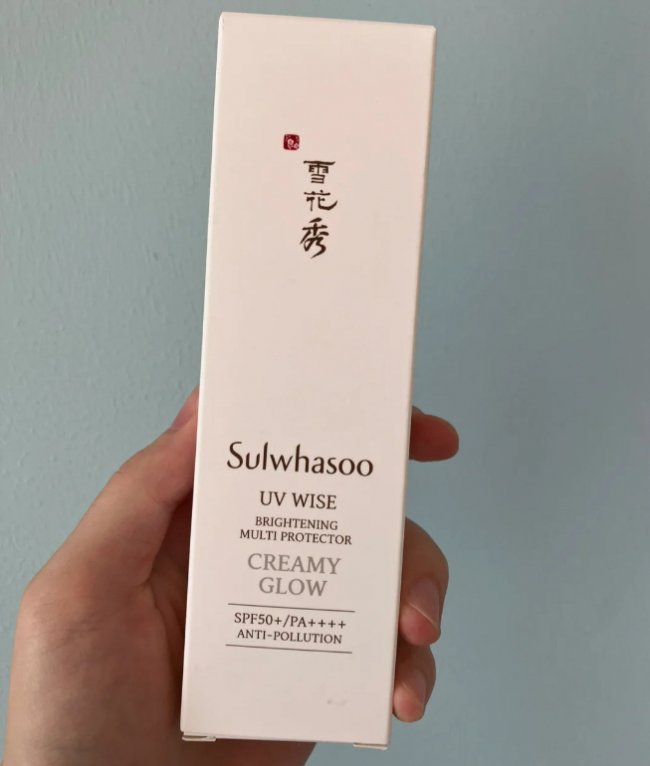 雪
花
秀
Sulwhasoo
UV WISE
BRIGHTENING
MULTI PROTECTOR
CREAMY
GLOW
SPF50+/PA++++
ANTI-POLLUTION